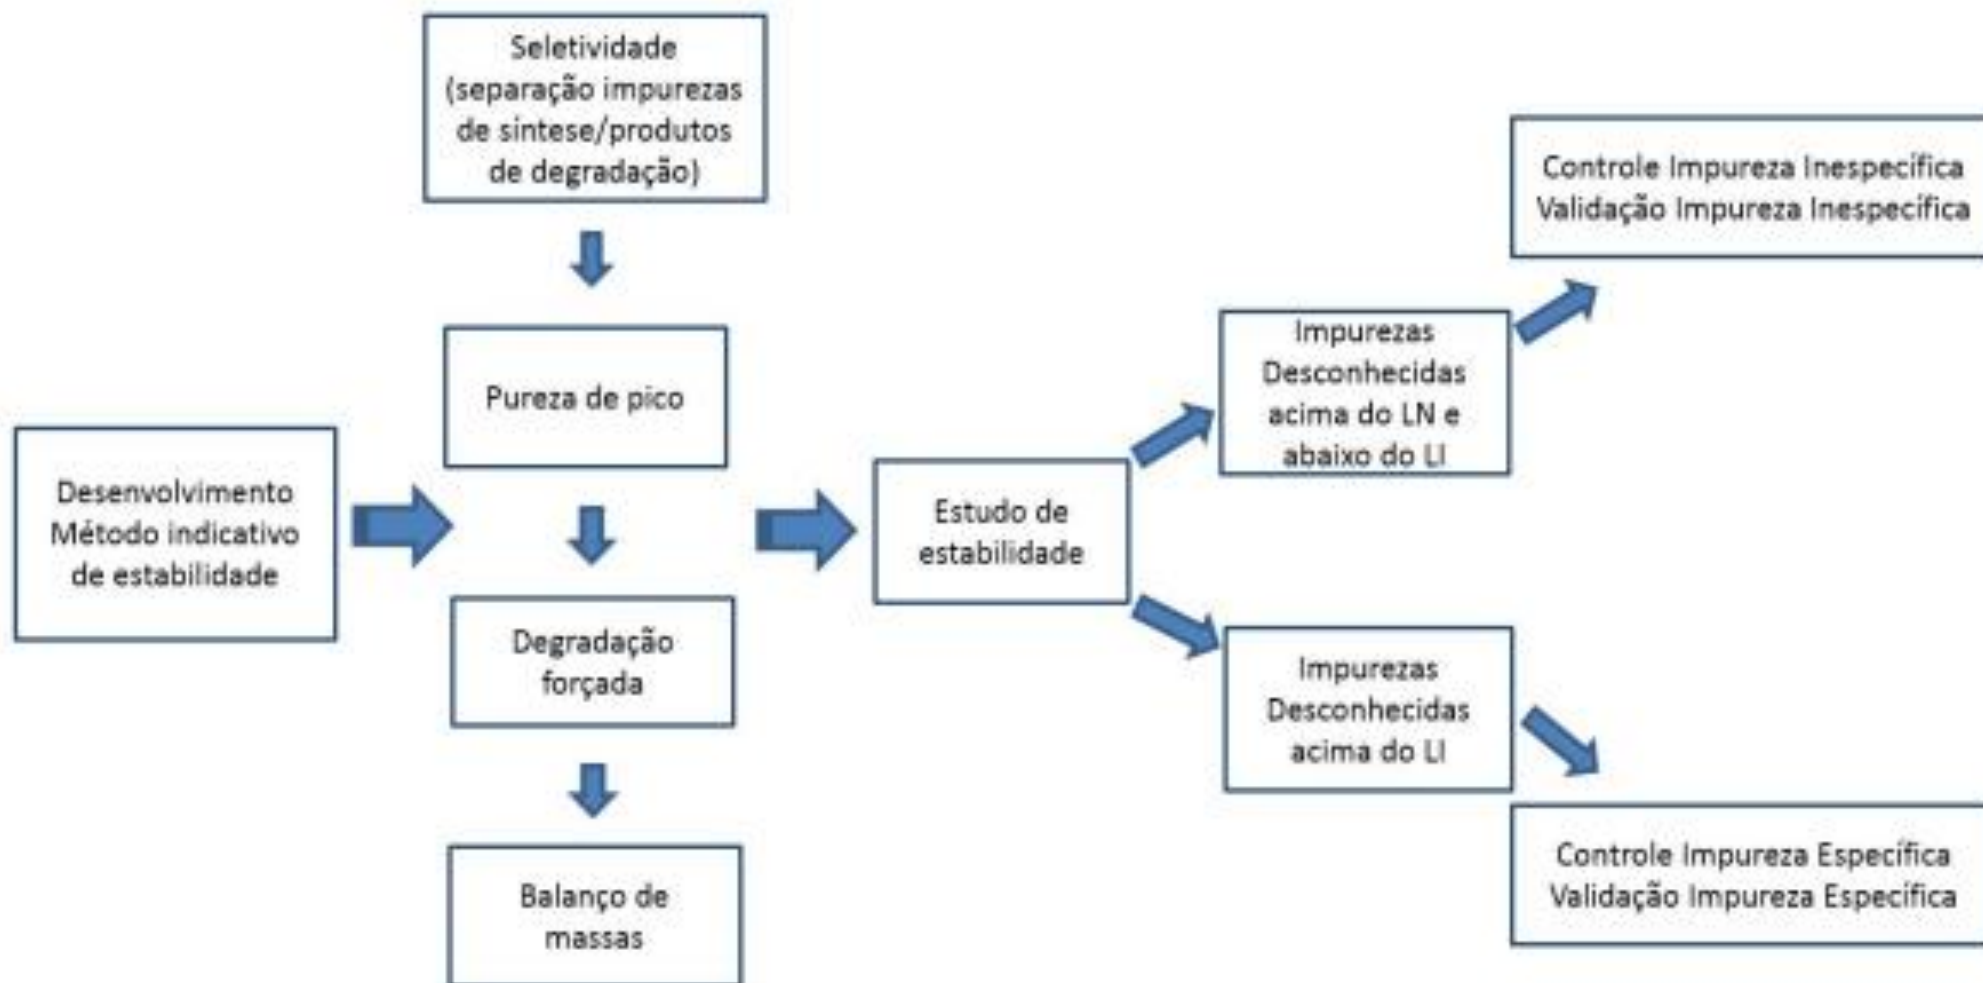 Seletividade
(separação impurezas
de síntese/produtos
de degradação)
Pureza de pico
Desenvolvimento
Método indicativo
de estabilidade
Degradação
forçada
Balanço de
massas
Estudo de
estabilidade
Impurezas
Desconhecidas
acima do LN e
abaixo do LI
Controle Impureza Inespecífica
Validação Impureza Inespecífica
Impurezas
Desconhecidas
acima do LI
Controle Impureza Específica
Validação Impureza Específica